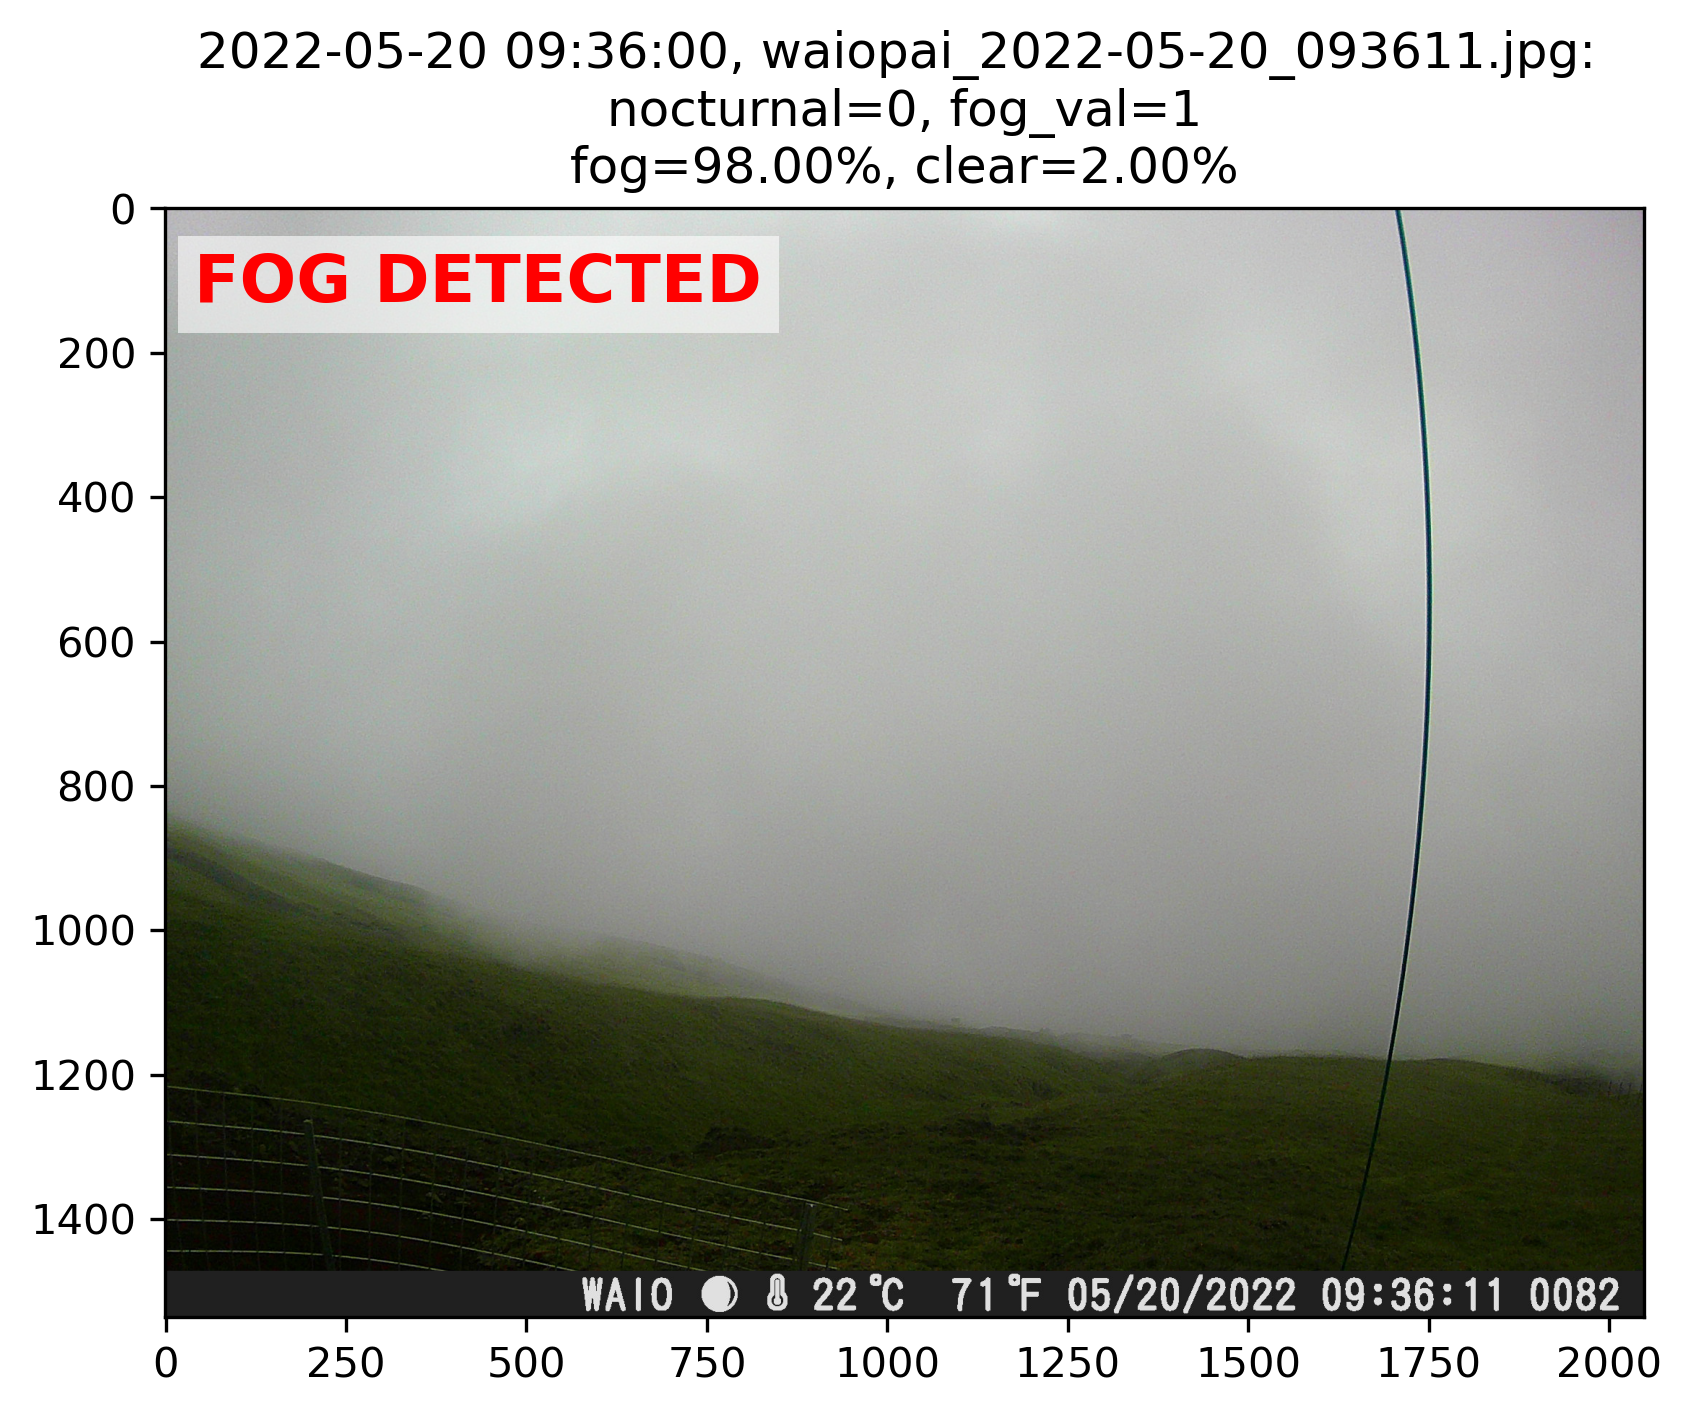 2022-05-20 09:36:00, waiopai_2022-05-20_093611.jpg:
nocturnal=0, fog_val=1
fog=98.00%, clear=2.00%
FOG DETECTED
0
200
400
600
800
1000
1200
1400
WAIO 22°C 71°F 05/20/2022 09:36:11 0082
0 250 500 750 1000 1250 1500 1750 2000